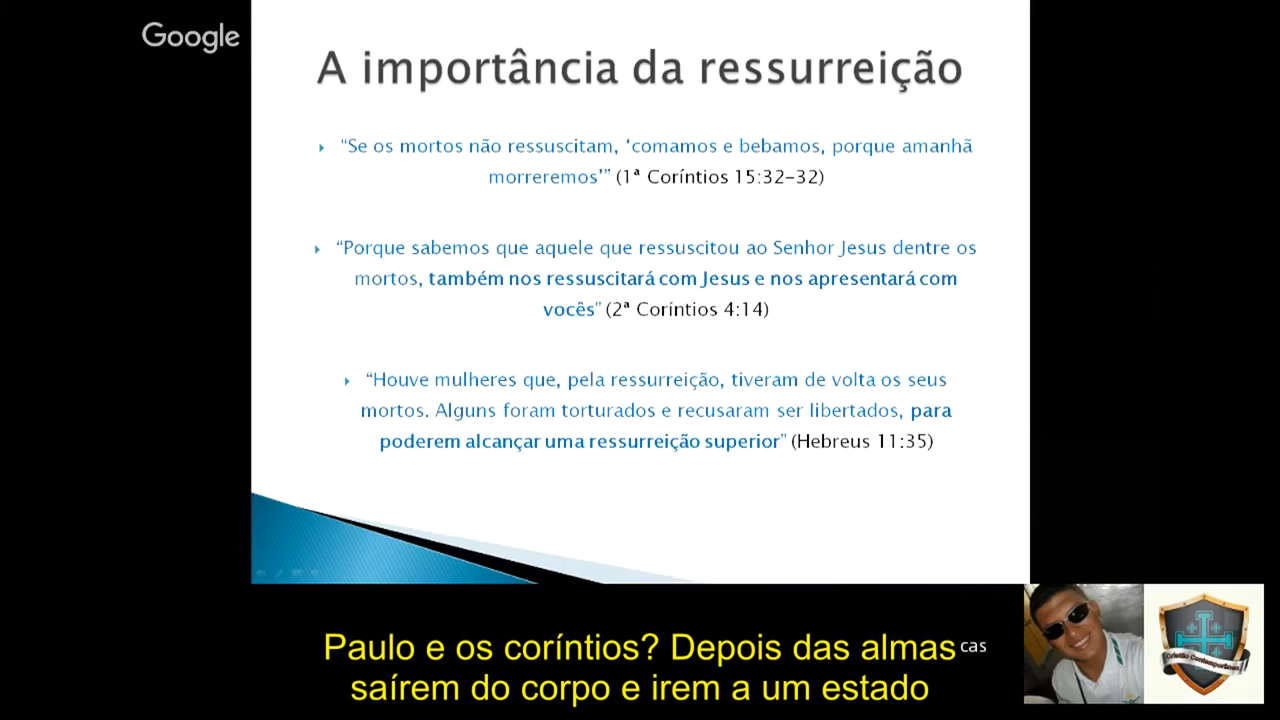 Google
A importância da ressurreição
“Se os mortos não ressuscitam, ‘comamos e bebamos, porque amanhã
morreremos’” (1ª Coríntios 15:32-32)
“Porque sabemos que aquele que ressuscitou ao Senhor Jesus dentre os
mortos, também nos ressuscitará com Jesus e nos apresentará com
vocês” (2ª Coríntios 4:14)
“Houve mulheres que, pela ressurreição, tiveram de volta os seus
mortos. Alguns foram torturados e recusaram ser libertados, para
poderem alcançar uma ressurreição superior” (Hebreus 11:35)
Paulo e os coríntios? Depois das almas
cas
saírem do corpo e irem a um estado
Cristão Contemporâneo